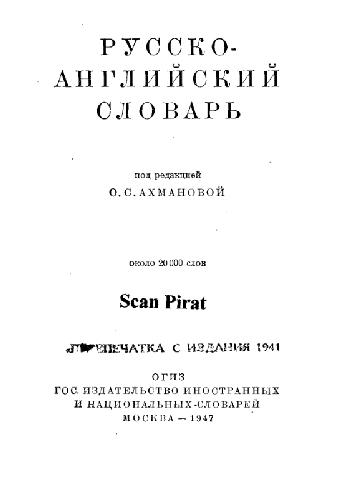 РУССКО-
АНГЛИЙСКИЙ
СЛОВАРЬ
под редакцией
О. С. АХМАНОВОЙ
около 20 000 слов
Scan Pirat
ПЕРЕПЕЧАТКА С ИЗДАНИЯ 1941
ОГИЗ
ГОС. ИЗДАТЕЛЬСТВО ИНОСТРАННЫХ
И НАЦИОНАЛЬНЫХ-СЛОВАРЕЙ
МОСКВА — 1947